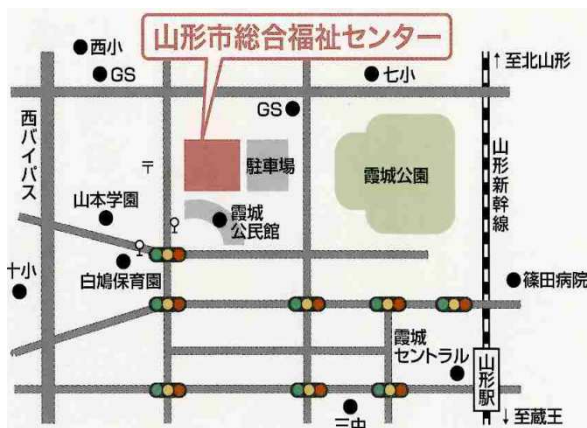 山形市総合福祉センター
西小
GS
七小
↑至北山形
GS
西バイパス
〒
駐車場
霞城公園
山形新幹線
山本学園
霞城
公民館
白鳩保育園
十小
篠田病院
霞城
セントラル
山形駅
三中
↓至蔵王